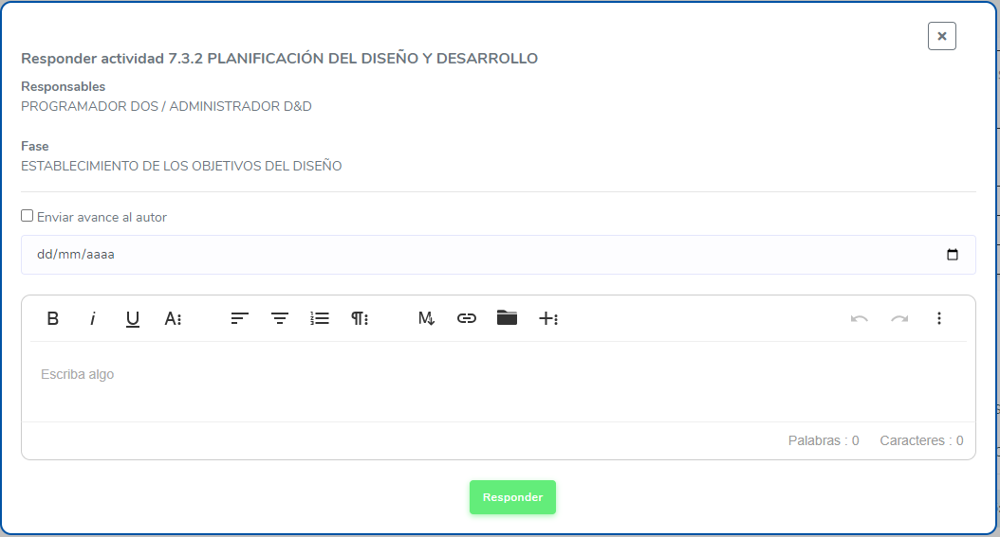 Responder actividad 7.3.2 PLANIFICACIÓN DEL DISEÑO Y DESARROLLO
Responsables
PROGRAMADOR DOS / ADMINISTRADOR D&D
Fase
ESTABLECIMIENTO DE LOS OBJETIVOS DEL DISEÑO
Enviar avance al autor
dd/mm/aaaa
Escriba algo
Palabras : 0 Caracteres : 0
Responder